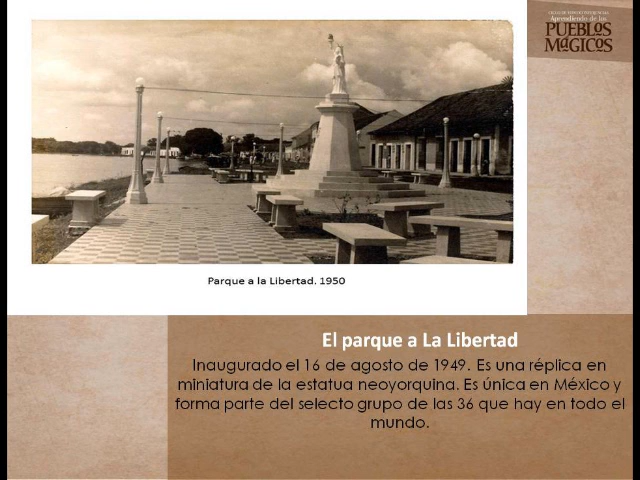 Aprendiendo de los
PUEBLOS
MÁGICOS
Parque a la Libertad. 1950
El parque a La Libertad
Inaugurado el 16 de agosto de 1949. Es una réplica en
miniatura de la estatua neoyorquina. Es única en México y
forma parte del selecto grupo de las 36 que hay en todo el
mundo.